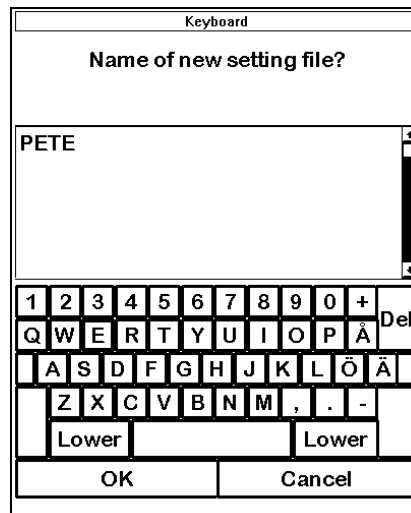 Keyboard
Name of new setting file?
PETE
1 2 3 4 5 6 7 8 9 0 +
Del
Q W E R T Y U I O P Å
A S D F G H J K L Ö Ä
Z X C V B N M , . -
Lower Lower
OK Cancel